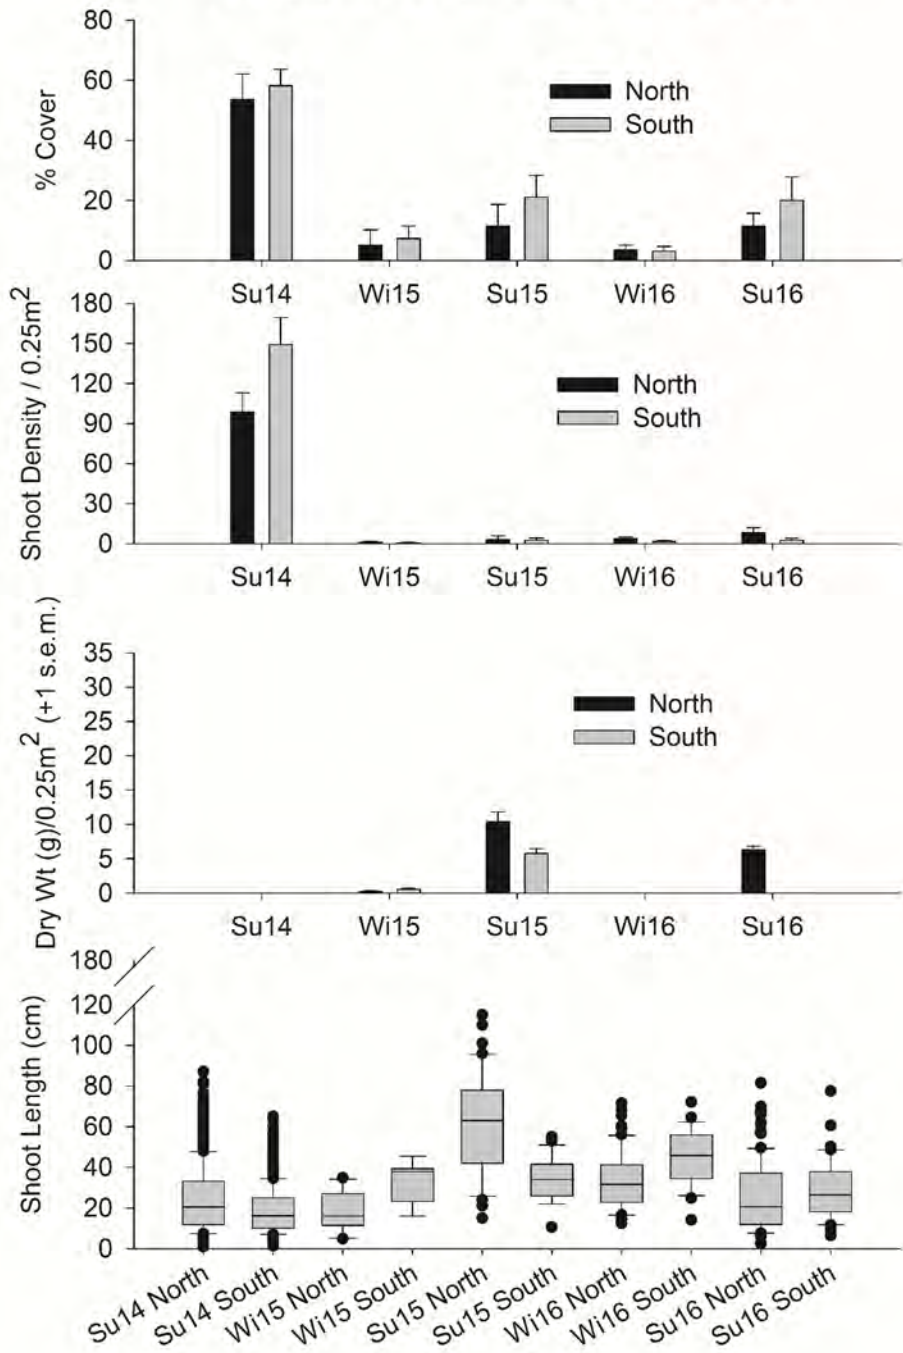 80
60
40
20
0
% Cover
North
South
Su14 Wi15 Su15 Wi16 Su16
180
150
120
90
60
30
0
Shoot Density / 0.25m²
North
South
Su14 Wi15 Su15 Wi16 Su16
35
30
25
20
15
10
5
0
Dry Wt (g)/0.25m² (+1 s.e.m.)
North
South
Su14 Wi15 Su15 Wi16 Su16
180
120
100
80
60
40
20
0
Shoot Length (cm)
Su14 North
Su14 South
Wi15 North
Wi15 South
Su15 North
Su15 South
Wi16 North
Wi16 South
Su16 North
Su16 South